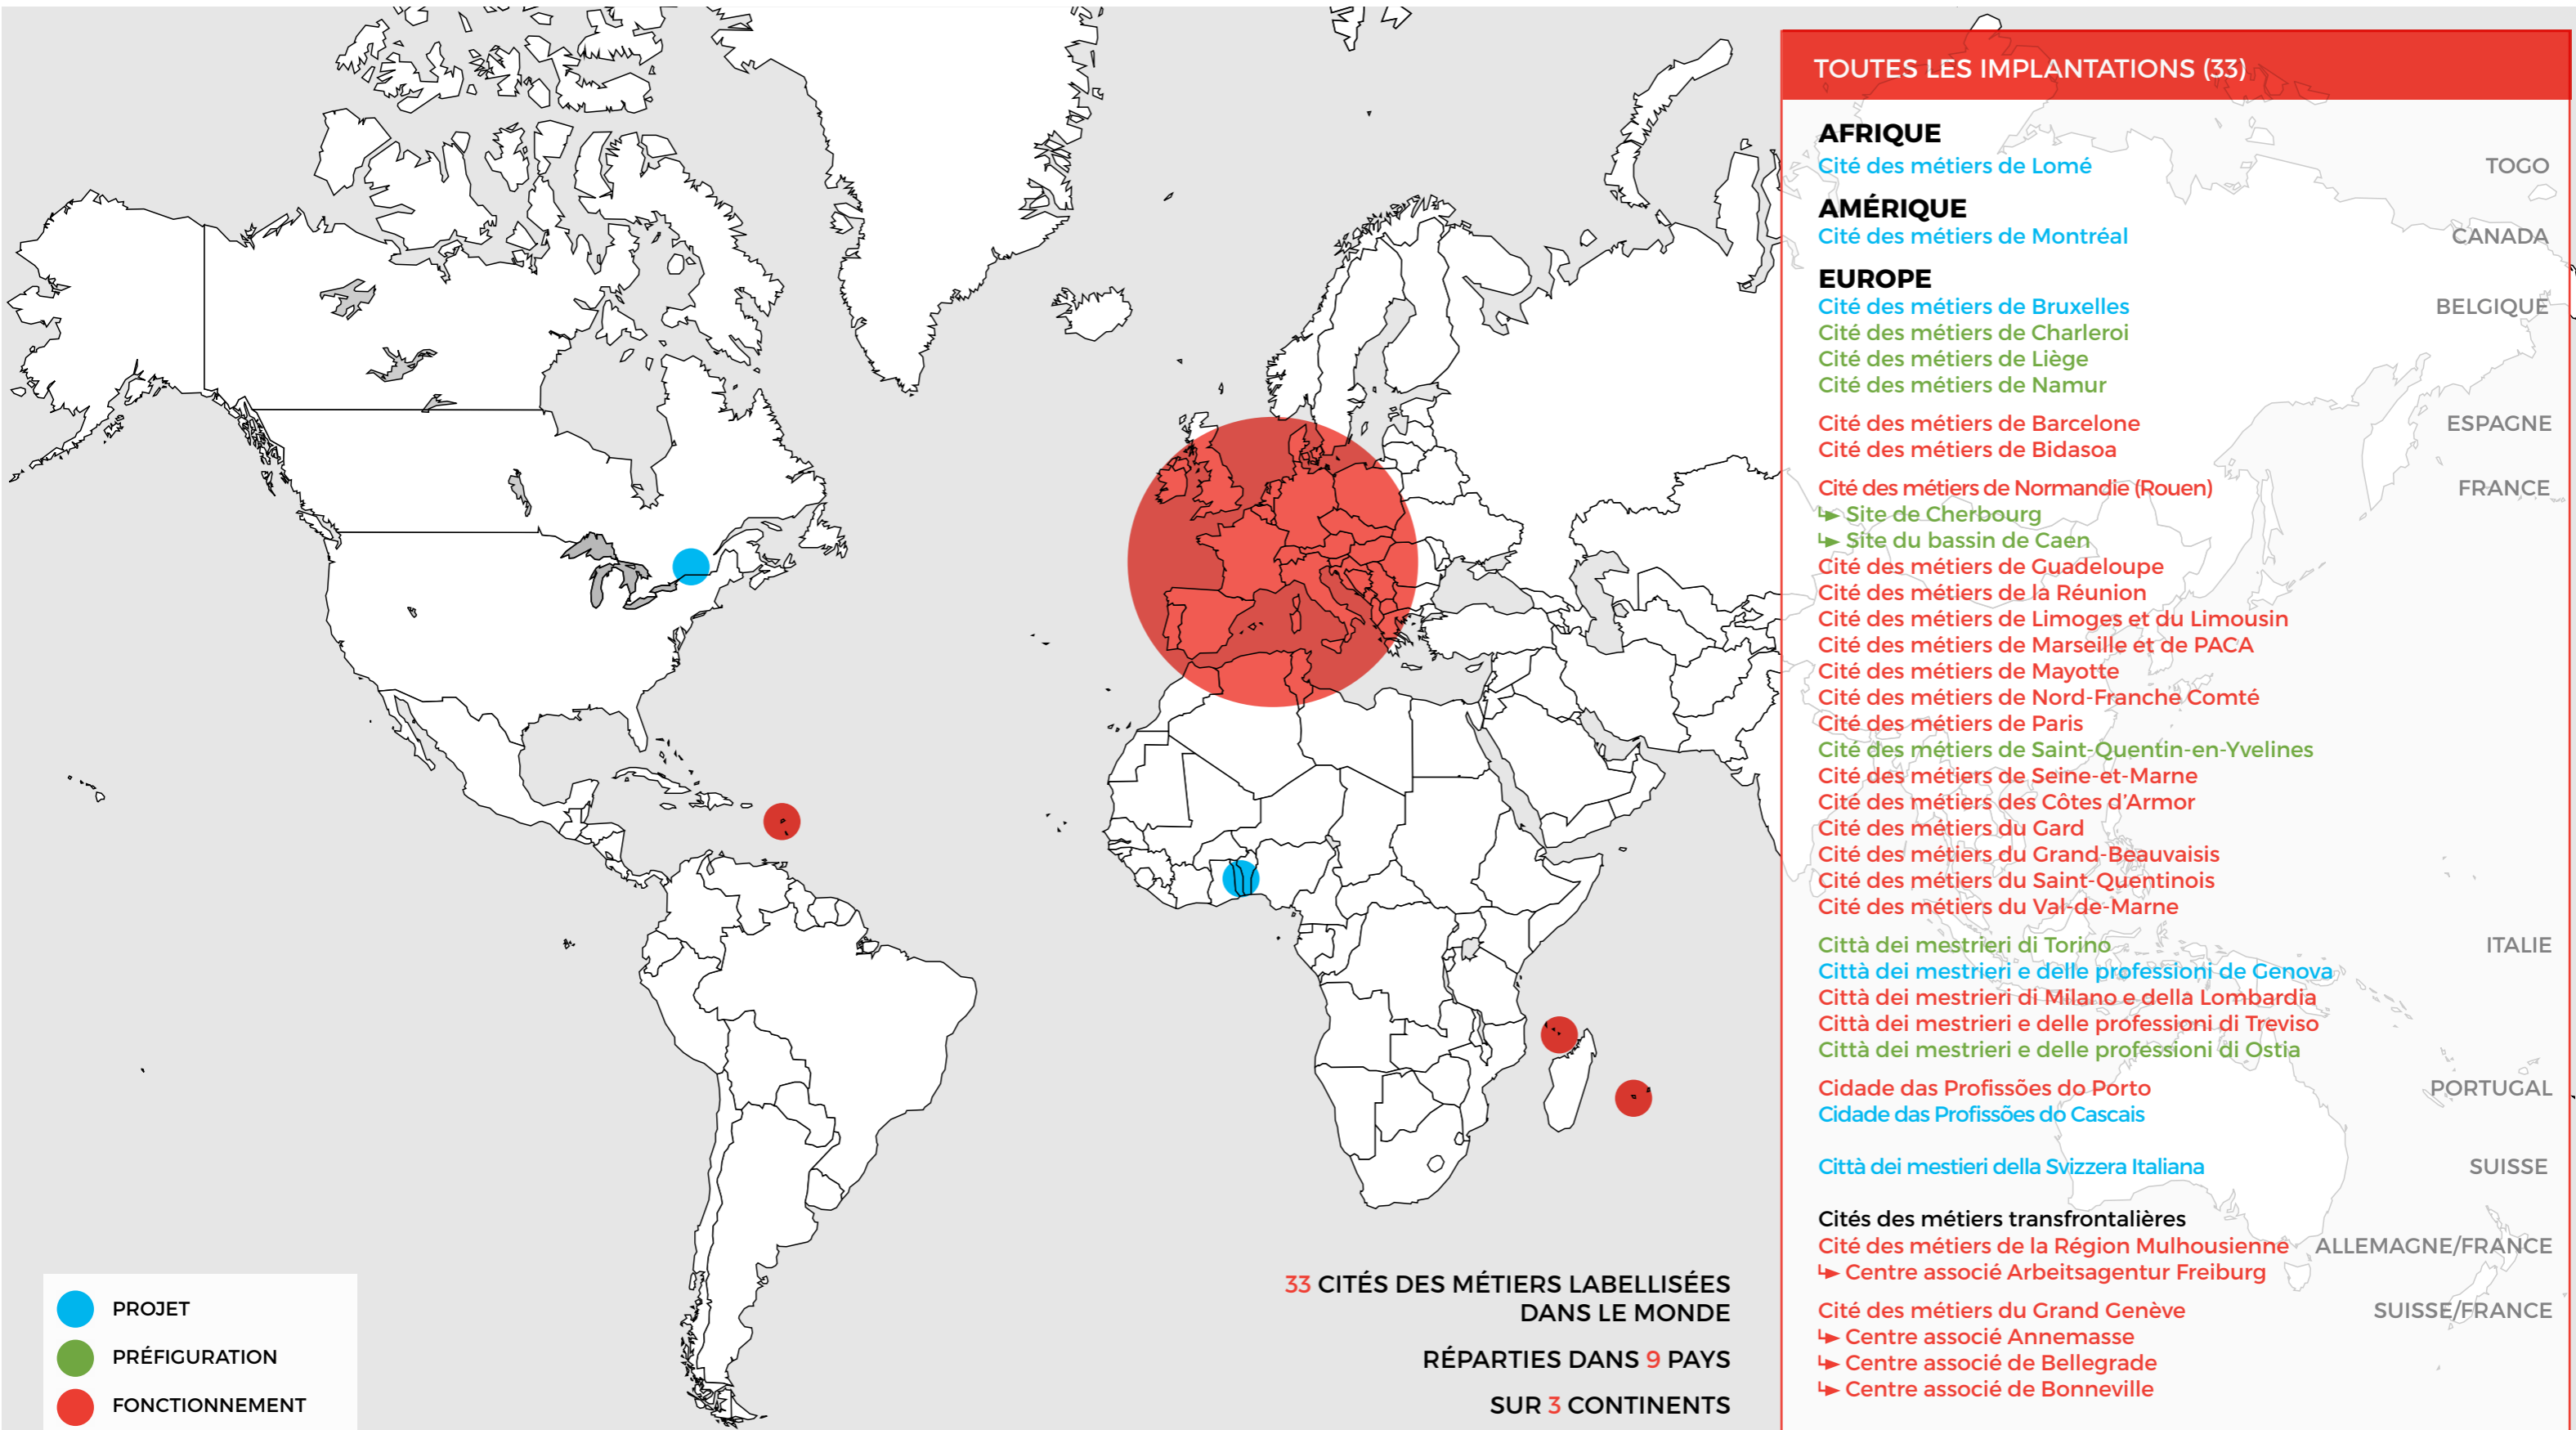 TOUTES LES IMPLANTATIONS (33)
AFRIQUE
Cité des métiers de Lomé TOGO
AMÉRIQUE
Cité des métiers de Montréal CANADA
EUROPE
Cité des métiers de Bruxelles BELGIQUE
Cité des métiers de Charleroi
Cité des métiers de Liège
Cité des métiers de Namur
Cité des métiers de Barcelone ESPAGNE
Cité des métiers de Bidasoa
Cité des métiers de Normandie (Rouen) FRANCE
Site de Cherbourg
Site du bassin de Caen
Cité des métiers de Guadeloupe
Cité des métiers de la Réunion
Cité des métiers de Limoges et du Limousin
Cité des métiers de Marseille et de PACA
Cité des métiers de Mayotte
Cité des métiers de Nord-Franche Comté
Cité des métiers de Paris
Cité des métiers de Saint-Quentin-en-Yvelines
Cité des métiers de Seine-et-Marne
Cité des métiers des Côtes d'Armor
Cité des métiers du Gard
Cité des métiers du Grand-Beauvaisis
Cité des métiers du Saint-Quentinois
Cité des métiers du Val-de-Marne
Città dei mestrieri di Torino ITALIE
Città dei mestrieri e delle professioni de Genova
Città dei mestrieri di Milano e della Lombardia
Città dei mestrieri e delle professioni di Treviso
Città dei mestrieri e delle professioni di Ostia
Cidade das Profissões do Porto PORTUGAL
Cidade das Profissões do Cascais
Città dei mestieri della Svizzera Italiana SUISSE
Cités des métiers transfrontalières
Cité des métiers de la Région Mulhousienne ALLEMAGNE/FRANCE
Centre associé Arbeitsagentur Freiburg
Cité des métiers du Grand Genève SUISSE/FRANCE
Centre associé Annemasse
Centre associé de Bellegrade
Centre associé de Bonneville
33 CITÉS DES MÉTIERS LABELLISÉES
DANS LE MONDE
RÉPARTIES DANS 9 PAYS
SUR 3 CONTINENTS
PROJET
PRÉFIGURATION
FONCTIONNEMENT